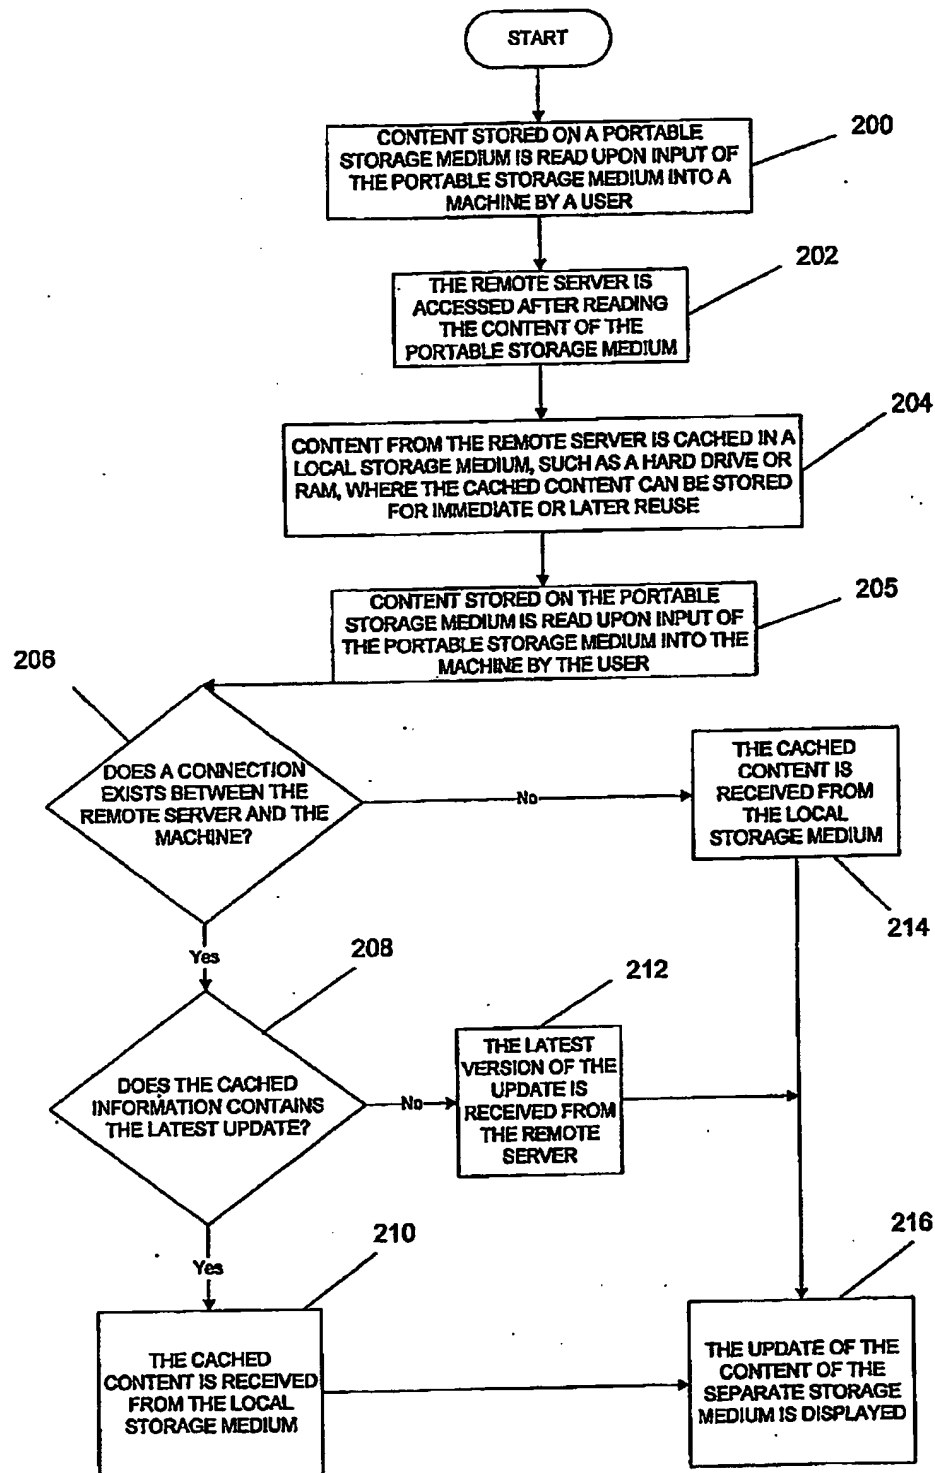 START
CONTENT STORED ON A PORTABLE
STORAGE MEDIUM IS READ UPON INPUT OF
THE PORTABLE STORAGE MEDIUM INTO A
MACHINE BY A USER
200
THE REMOTE SERVER IS
ACCESSED AFTER READING
THE CONTENT OF THE
PORTABLE STORAGE MEDIUM
202
CONTENT FROM THE REMOTE SERVER IS CACHED IN A
LOCAL STORAGE MEDIUM, SUCH AS A HARD DRIVE OR
RAM, WHERE THE CACHED CONTENT CAN BE STORED
FOR IMMEDIATE OR LATER REUSE
204
CONTENT STORED ON THE PORTABLE
STORAGE MEDIUM IS READ UPON INPUT OF
THE PORTABLE STORAGE MEDIUM INTO THE
MACHINE BY THE USER
205
206
DOES A CONNECTION
EXISTS BETWEEN THE
REMOTE SERVER AND THE
MACHINE?
No
THE CACHED
CONTENT IS
RECEIVED FROM
THE LOCAL
STORAGE MEDIUM
214
Yes
208
DOES THE CACHED
INFORMATION CONTAINS
THE LATEST UPDATE?
No
212
THE LATEST
VERSION OF THE
UPDATE IS
RECEIVED FROM
THE REMOTE
SERVER
Yes
210
THE CACHED
CONTENT IS RECEIVED
FROM THE LOCAL
STORAGE MEDIUM
216
THE UPDATE OF THE
CONTENT OF THE
SEPARATE STORAGE
MEDIUM IS DISPLAYED